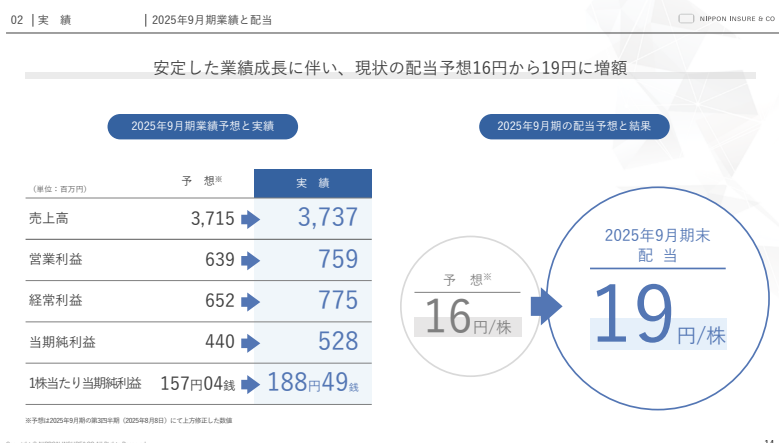 02 | 実 績 | 2025年9月期業績と配当
NIPPON INSURE & CO
安定した業績成長に伴い、現状の配当予想16円から19円に増額
2025年9月期業績予想と実績
(単位:百万円) 予 想※ 実 績
売上高 3,715 3,737
営業利益 639 759
経常利益 652 775
当期純利益 440 528
1株当たり当期純利益 157円04銭 188円49銭
※予想は2025年9月期の第3四半期(2025年8月8日)にて上方修正した数値
2025年9月期の配当予想と結果
予 想※
16円/株
2025年9月期末
配 当
19円/株